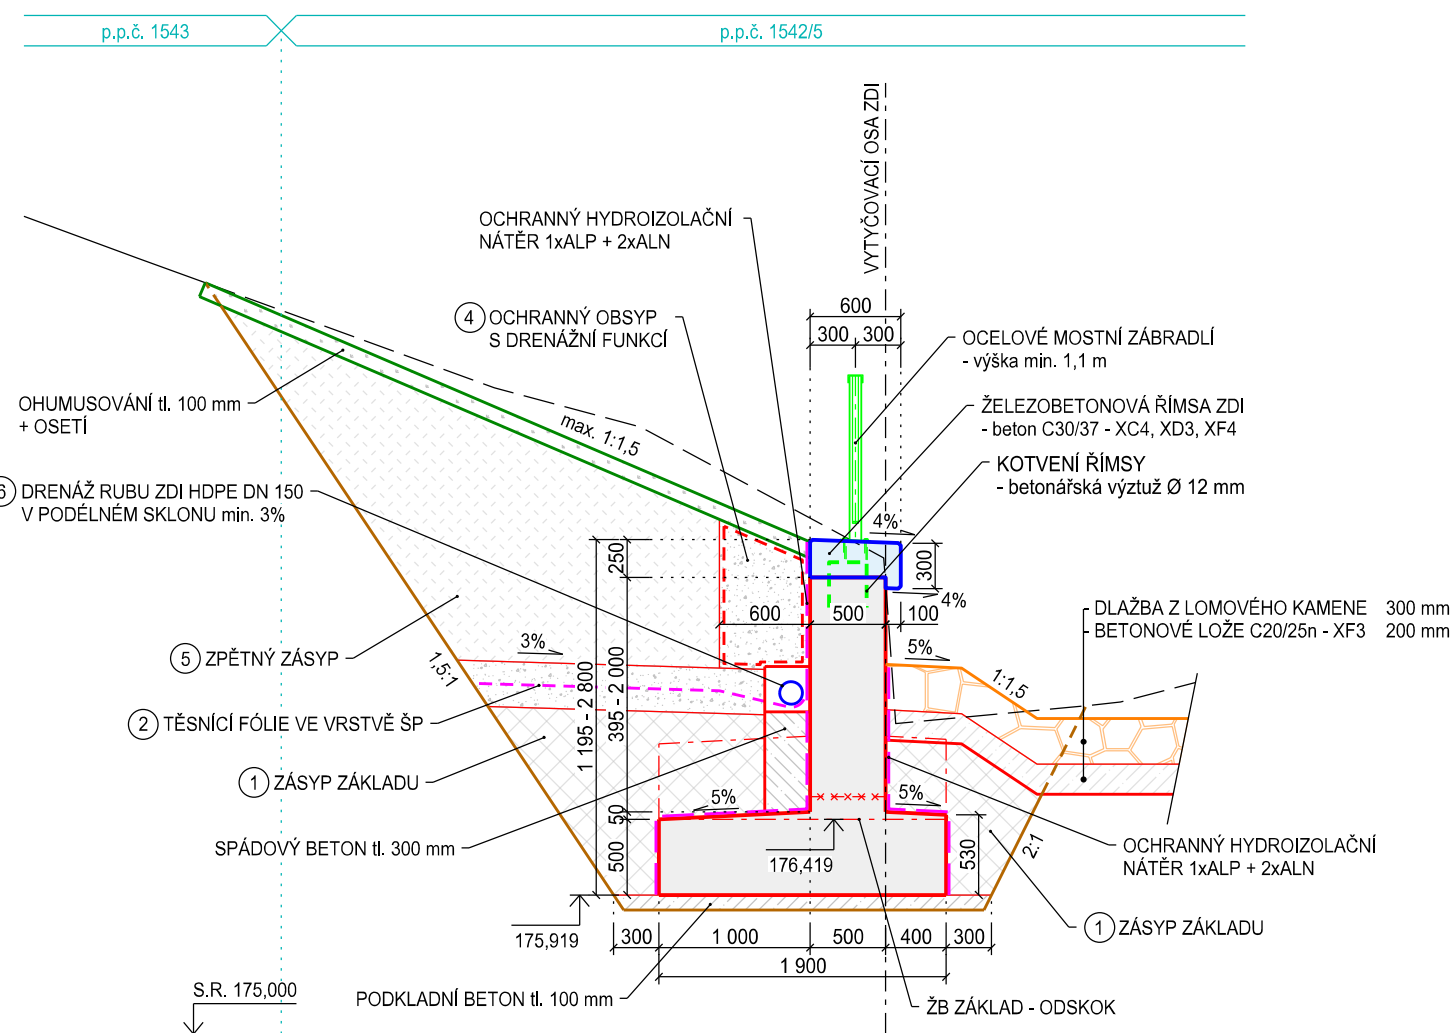 p.p.č. 1543
p.p.č. 1542/5
VYTYČOVACÍ OSA ZDI
OCHRANNÝ HYDROIZOLAČNÍ
NÁTĚR 1xALP + 2xALN
4 OCHRANNÝ OBSYP
S DRENÁŽNÍ FUNKCÍ
600
300
300
OCELOVÉ MOSTNÍ ZÁBRADLÍ
- výška min. 1,1 m
OHUMUSOVÁNÍ tl. 100 mm
+ OSETÍ
max. 1:1,5
ŽELEZOBETONOVÁ ŘÍMSA ZDI
- beton C30/37 - XC4, XD3, XF4
KOTVENÍ ŘÍMSY
- betonářská výztuž Ø 12 mm
6 DRENÁŽ RUBU ZDI HDPE DN 150
V PODÉLNÉM SKLONU min. 3%
4%
250
300
4%
600
500
100
DLAŽBA Z LOMOVÉHO KAMENE 300 mm
- BETONOVÉ LOŽE C20/25n - XF3 200 mm
3%
5%
5 ZPĚTNÝ ZÁSYP
1,5:1
1:1,5
1 195 - 2 800
395 - 2 000
2 TĚSNÍCÍ FÓLIE VE VRSTVĚ ŠP
1 ZÁSYP ZÁKLADU
5%
5%
50
SPÁDOVÝ BETON tl. 300 mm
500
176,419
530
2:1
OCHRANNÝ HYDROIZOLAČNÍ
NÁTĚR 1xALP + 2xALN
175,919
300
1 000
500
400
300
1 ZÁSYP ZÁKLADU
1 900
S.R. 175,000
PODKLADNÍ BETON tl. 100 mm
ŽB ZÁKLAD - ODSKOK